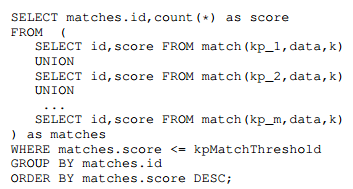 SELECT matches.id,count(*) as score
FROM (
SELECT id,score FROM match(kp_1,data,k)
UNION
SELECT id,score FROM match(kp_2,data,k)
UNION
...
SELECT id,score FROM match(kp_m,data,k)
) as matches
WHERE matches.score <= kpMatchThreshold
GROUP BY matches.id
ORDER BY matches.score DESC;